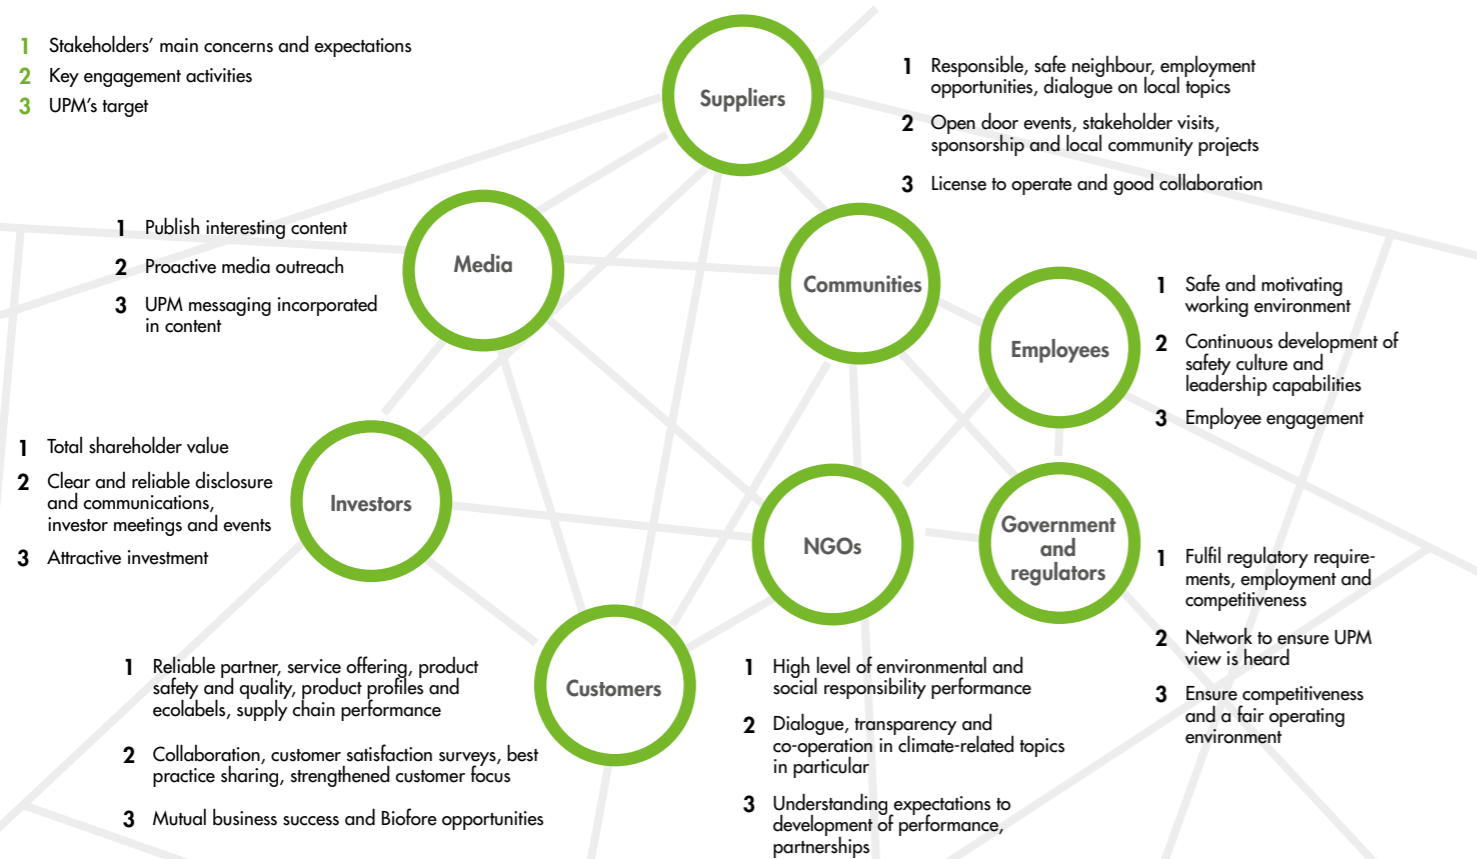 1 Stakeholders' main concerns and expectations
2 Key engagement activities
3 UPM's target
Suppliers
1 Responsible, safe neighbour, employment
opportunities, dialogue on local topics
2 Open door events, stakeholder visits,
sponsorship and local community projects
3 License to operate and good collaboration
Communities
1 Publish interesting content
2 Proactive media outreach
3 UPM messaging incorporated
in content
Media
Employees
1 Safe and motivating
working environment
2 Continuous development of
safety culture and
leadership capabilities
3 Employee engagement
1 Total shareholder value
2 Clear and reliable disclosure
and communications,
investor meetings and events
3 Attractive investment
Investors
NGOs
Government
and
regulators
1 Fulfil regulatory require-
ments, employment and
competitiveness
2 Network to ensure UPM
view is heard
3 Ensure competitiveness
and a fair operating
environment
1 Reliable partner, service offering, product
safety and quality, product profiles and
ecolabels, supply chain performance
2 Collaboration, customer satisfaction surveys, best
practice sharing, strengthened customer focus
3 Mutual business success and Biofore opportunities
Customers
1 High level of environmental and
social responsibility performance
2 Dialogue, transparency and
co-operation in climate-related topics
in particular
3 Understanding expectations to
development of performance,
partnerships